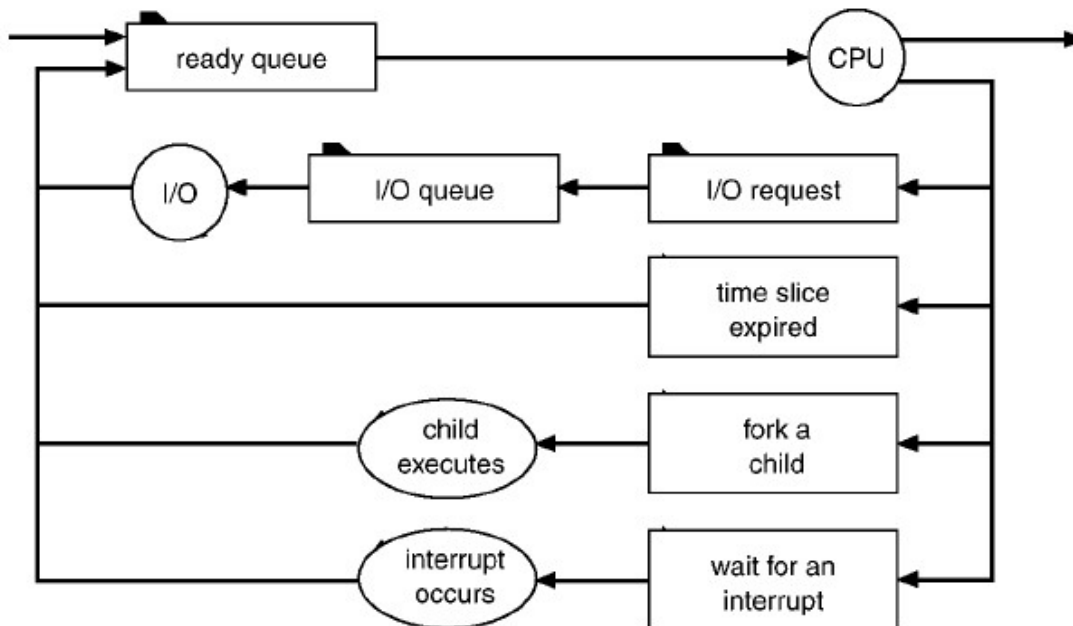 ready queue
CPU
I/O
I/O queue
I/O request
time slice
expired
child
executes
fork a
child
interrupt
occurs
wait for an
interrupt